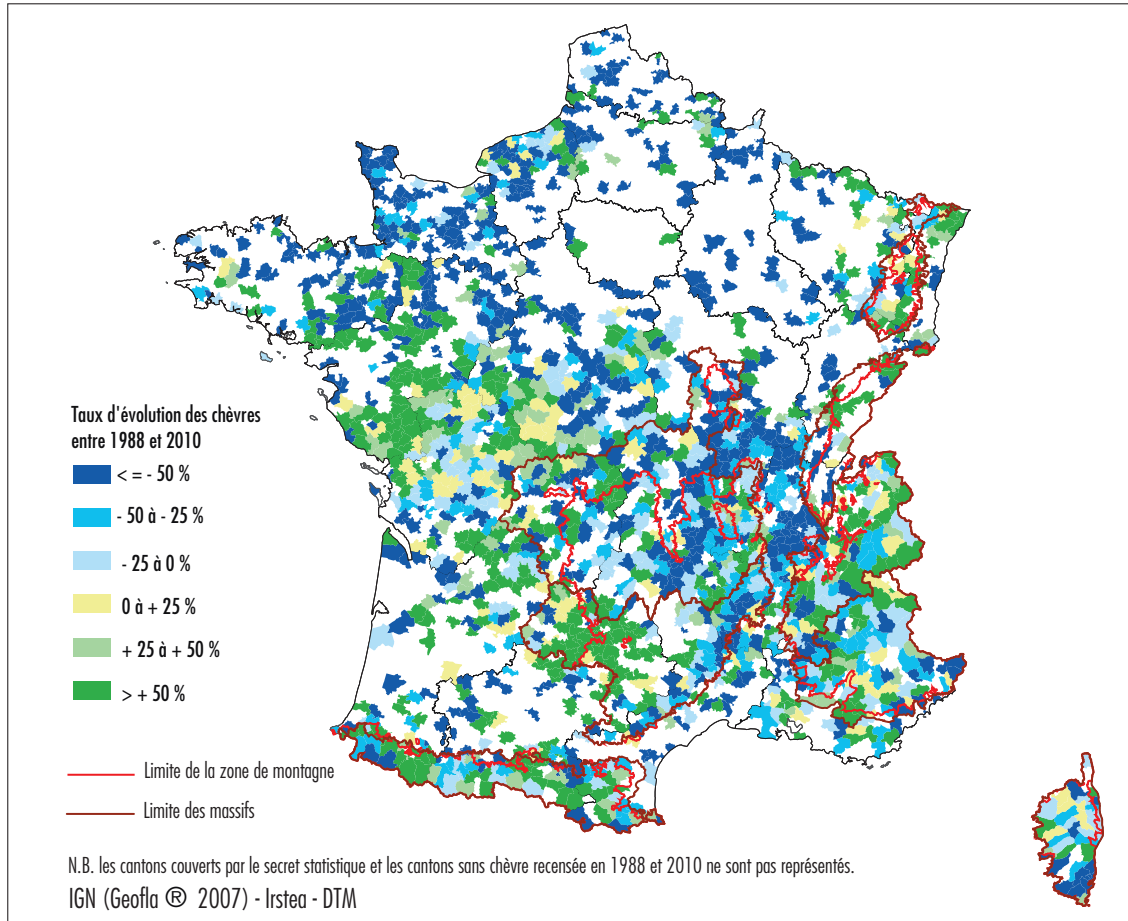 Taux d'évolution des chèvres
entre 1988 et 2010
< = - 50 %
- 50 à - 25 %
- 25 à 0 %
0 à + 25 %
+ 25 à + 50 %
> + 50 %
Limite de la zone de montagne
Limite des massifs
N.B. les cantons couverts par le secret statistique et les cantons sans chèvre recensée en 1988 et 2010 ne sont pas représentés.
IGN (Geofla ® 2007) - Irstea - DTM